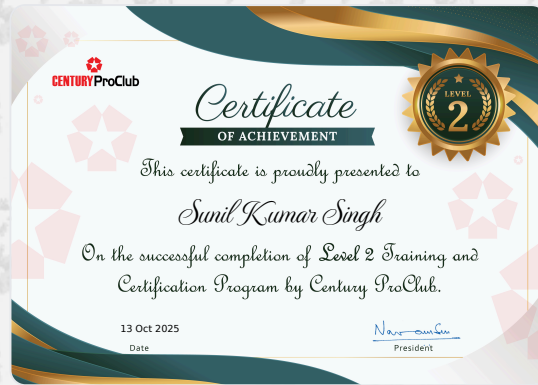 CENTURY ProClub
Certificate
OF ACHIEVEMENT
LEVEL
2
This certificate is proudly presented to
Sunil Kumar Singh
On the successful completion of Level 2 Training and
Certification Program by Century ProClub.
13 Oct 2025
Date
President